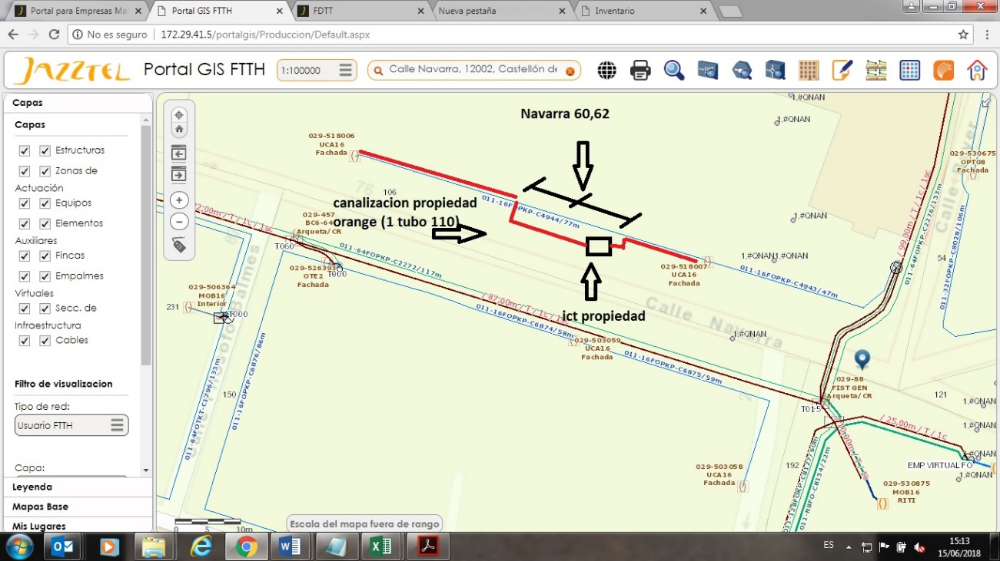 Portal para Empresas Ma
Portal GIS FTTH
FDTT
Nueva pestaña
Inventario
No es seguro
172.29.41.5/portalgis/Produccion/Default.aspx
JAZZTEL
Portal GIS FTTH
1:100000
Calle Navarra, 12002, Castellón de
Capas
Capas
Estructuras
Zonas de
Actuación
Equipos
Elementos
Auxiliares
Fincas
Empalmes
Virtuales
Secc. de
Infraestructura
Cables
Filtro de visualizacion
Tipo de red:
Usuario FTTH
Capa:
Leyenda
Mapas Base
Mis Lugares
Navarra 60,62
029-518006
UCA16
Fachada
76
106
011-16FOPKP-C4944/77m
canalizacion propiedad
orange (1 tubo 110)
ict propiedad
029-457
BC6-64
Arqueta/CR
T060
011-64FOPKP-C2272/117m
029-526393
OTE2
Fachada
T000
029-506364
MOB16
Interior
231
T000
/ 87,00m / T / 1c / 1sc
011-16FOPKP-C6874/58m
029-503059
UCA16
Fachada
011-16FOPKP-C6875/59m
029-518007
UCA16
Fachada
011-16FOPKP-C4943/47m
Calle Navarra
1.#QNAN
1.#QNAN
1.#QNAN
1.#QNAN
1.#QNAN
1.#QNAN
029-530675
OPT08
Fachada
/ 99,00m / T / 1c / 1sc
011-64FOPKP-C2276/133m
011-32FOPKP-C8028/106m
54
029-88
FIST GEN
Arqueta/CR
T015
121
1.#QNAN
1.#QNAN
1.#QNAN
1.#QNAN
/ 25,00m / T / 1c
EMP VIRTUAL FO
192
011-128FOKP-C8127/60m
011-R8FO-C8134/22m
029-530875
MOB16
RITI
029-503058
UCA16
Fachada
150
011-64FOTKT-C1796/133m
011-16FOPKP-C6876/86m
0
5
10m
Escala del mapa fuera de rango
ES
15:13
15/06/2018